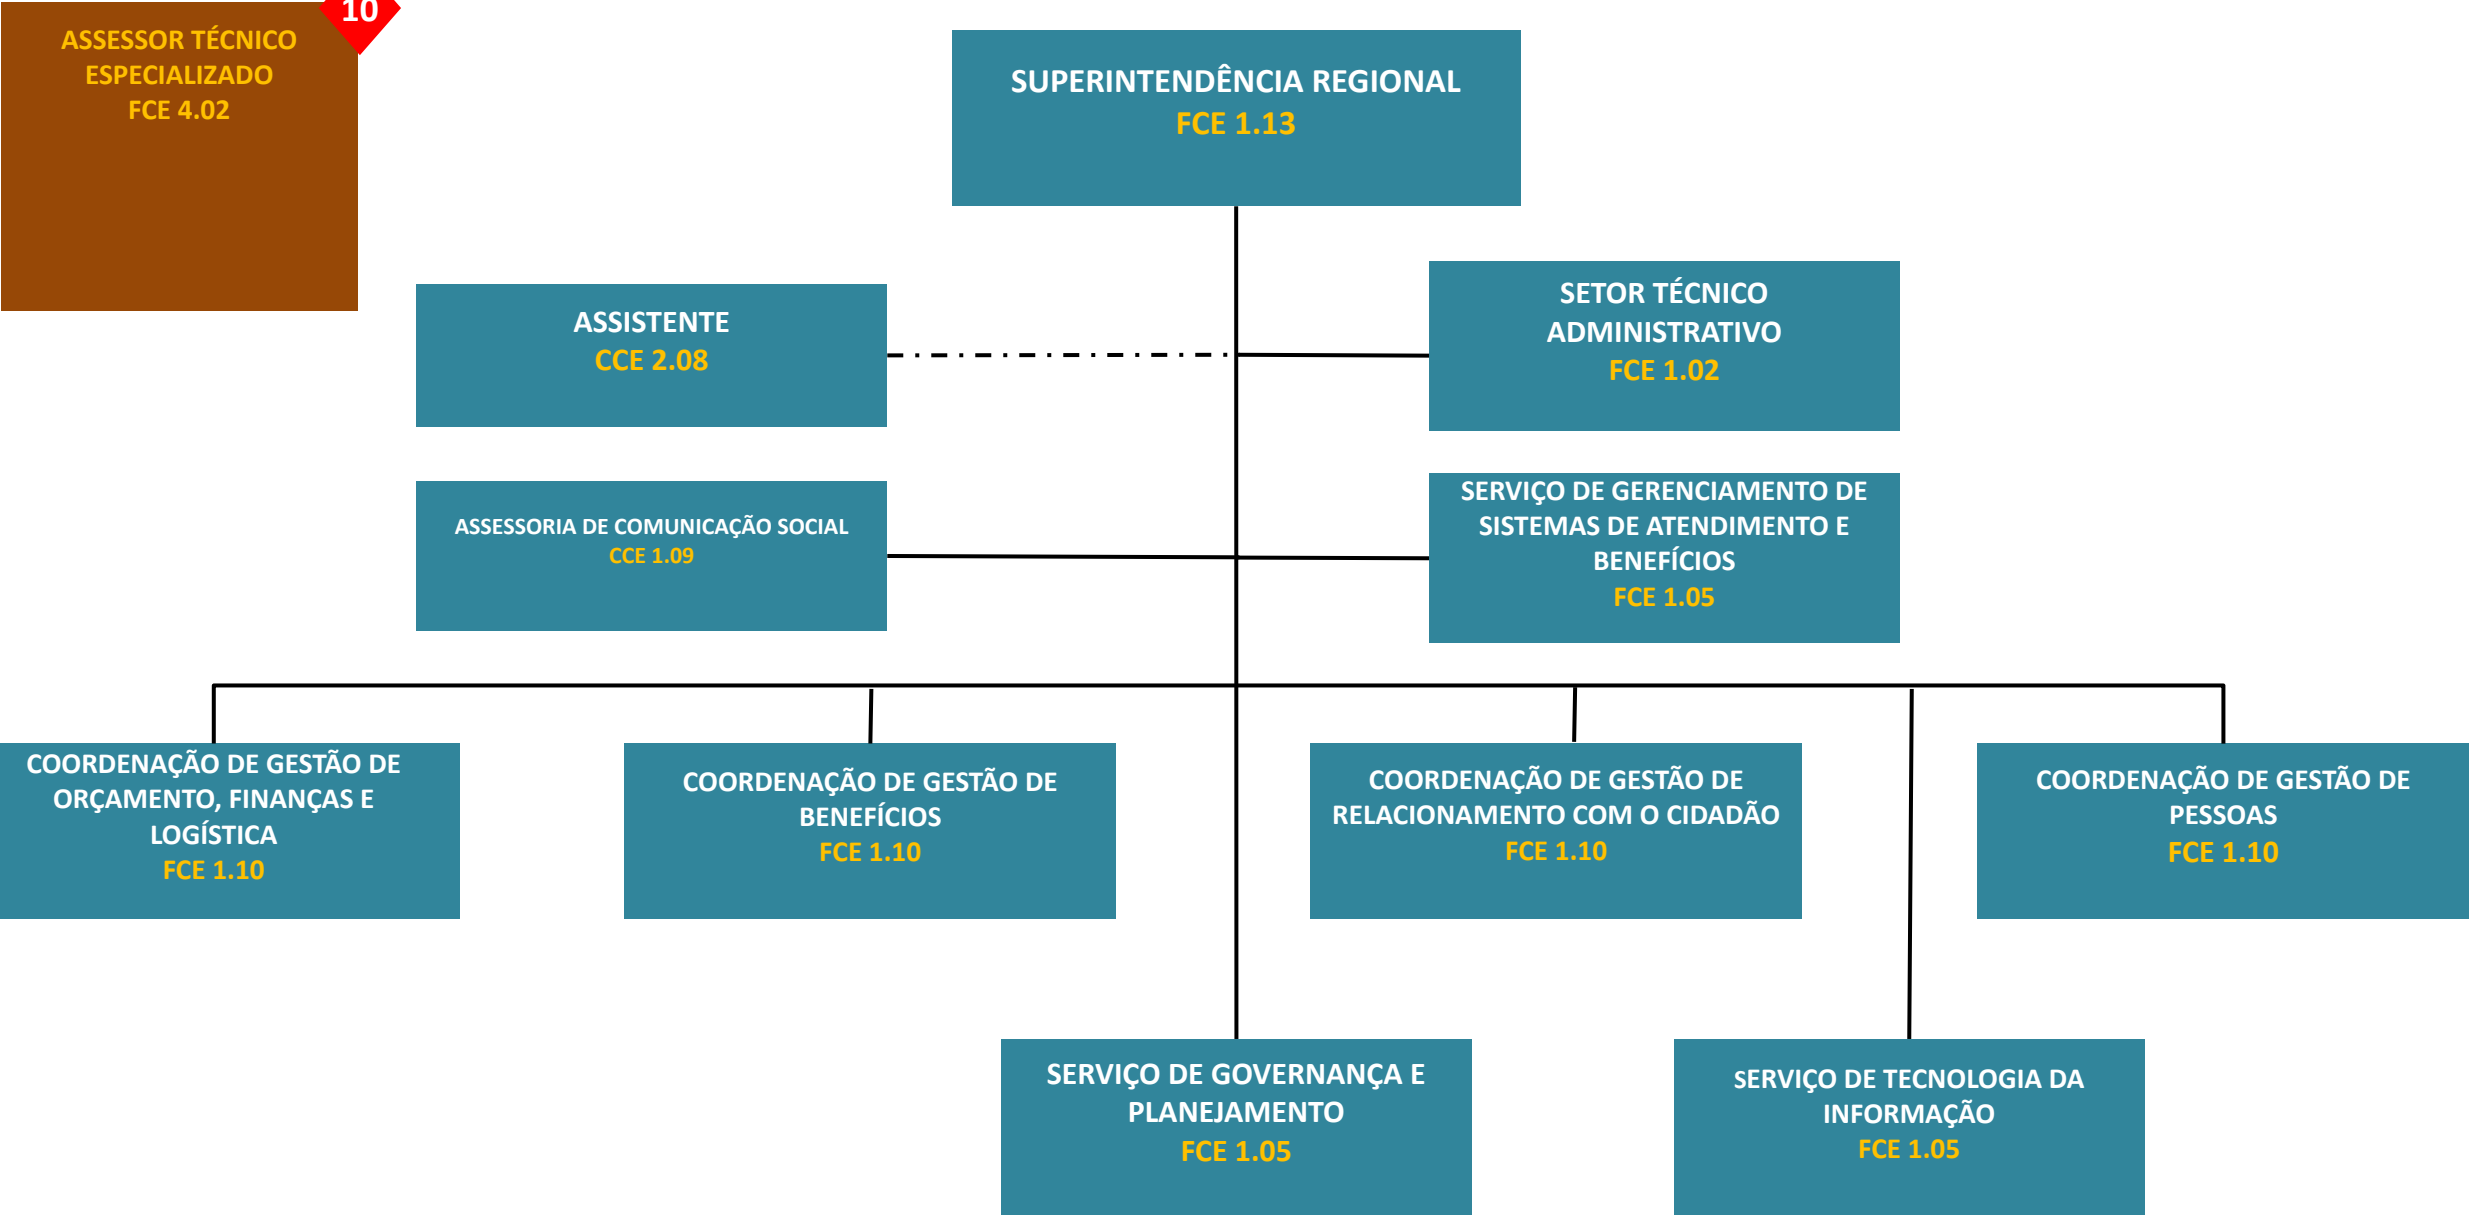 10
ASSESSOR TÉCNICO
ESPECIALIZADO
FCE 4.02
SUPERINTENDÊNCIA REGIONAL
FCE 1.13
ASSISTENTE
CCE 2.08
SETOR TÉCNICO
ADMINISTRATIVO
FCE 1.02
ASSESSORIA DE COMUNICAÇÃO SOCIAL
CCE 1.09
SERVIÇO DE GERENCIAMENTO DE
SISTEMAS DE ATENDIMENTO E
BENEFÍCIOS
FCE 1.05
COORDENAÇÃO DE GESTÃO DE
ORÇAMENTO, FINANÇAS E
LOGÍSTICA
FCE 1.10
COORDENAÇÃO DE GESTÃO DE
BENEFÍCIOS
FCE 1.10
COORDENAÇÃO DE GESTÃO DE
RELACIONAMENTO COM O CIDADÃO
FCE 1.10
COORDENAÇÃO DE GESTÃO DE
PESSOAS
FCE 1.10
SERVIÇO DE GOVERNANÇA E
PLANEJAMENTO
FCE 1.05
SERVIÇO DE TECNOLOGIA DA
INFORMAÇÃO
FCE 1.05